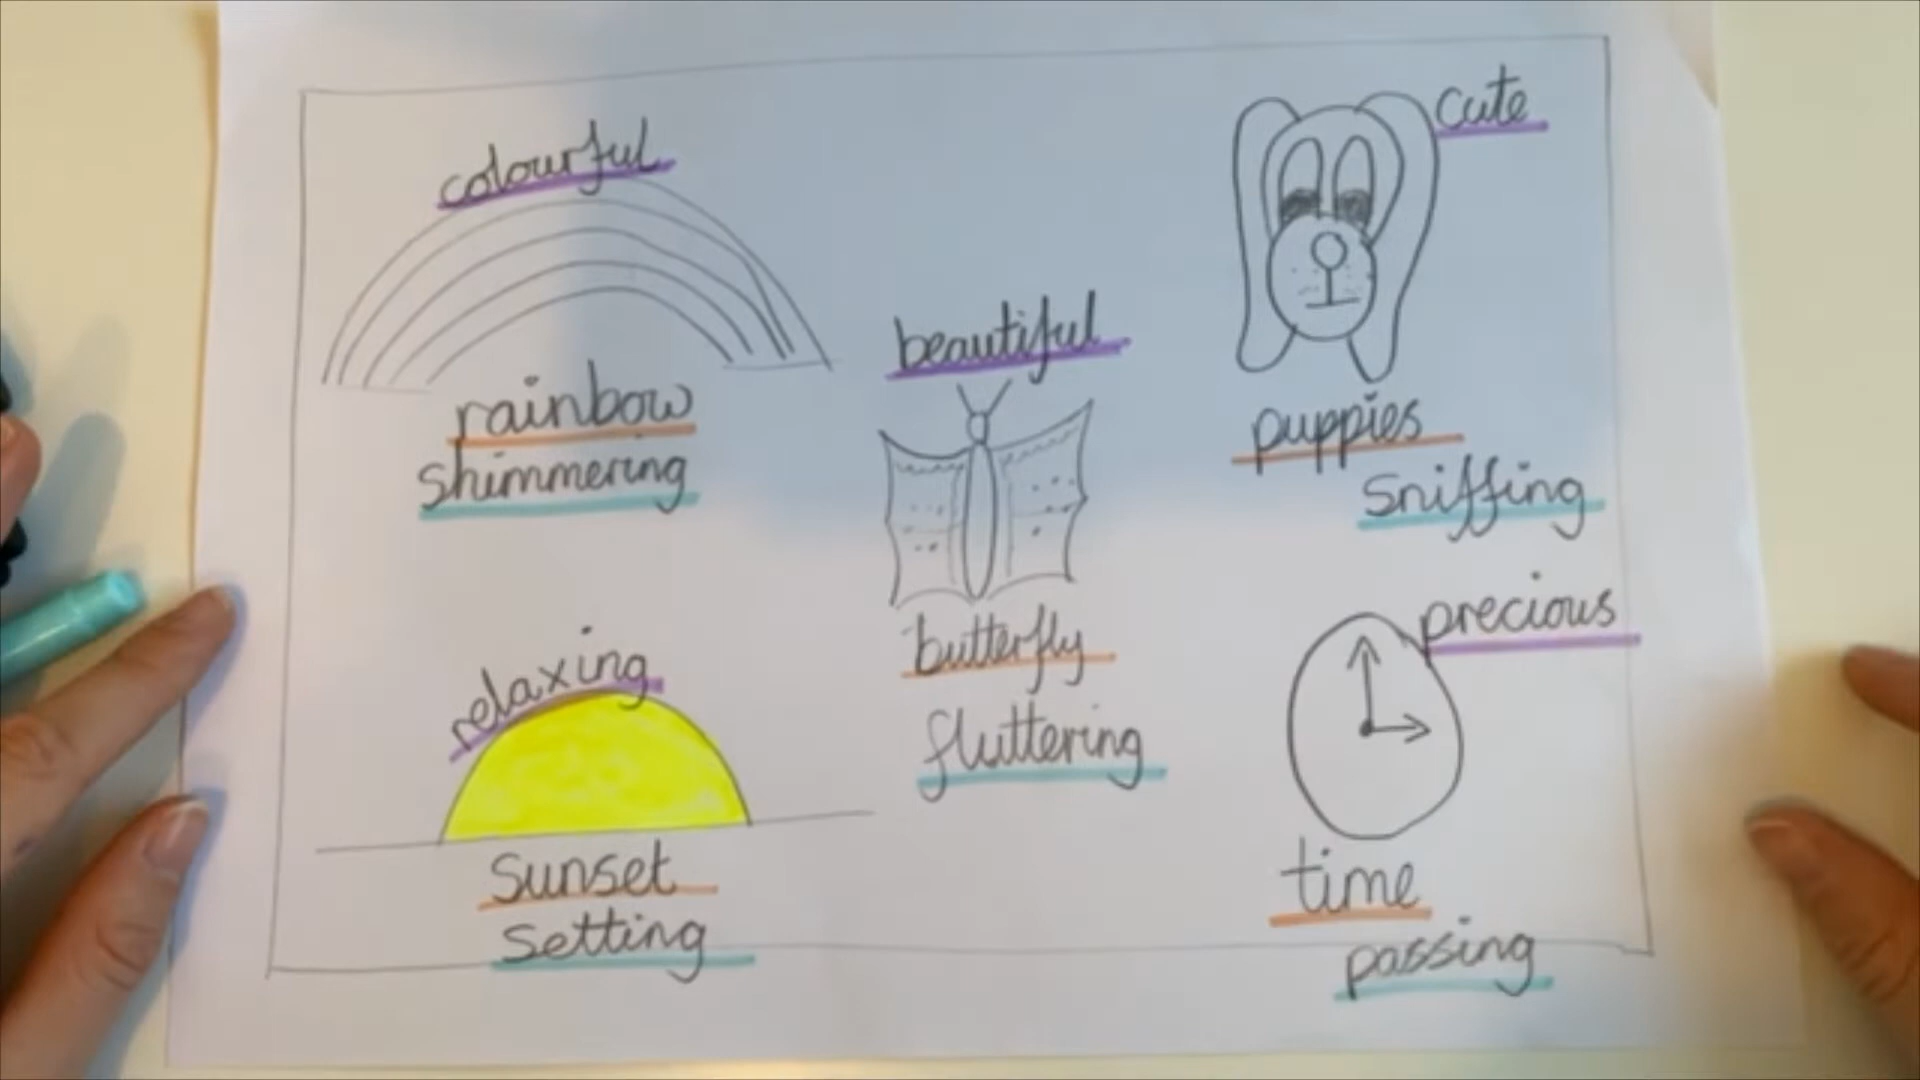 colourful
rainbow
shimmering
beautiful
butterfly
fluttering
cute
puppies
sniffing
relaxing
sunset
setting
precious
time
passing